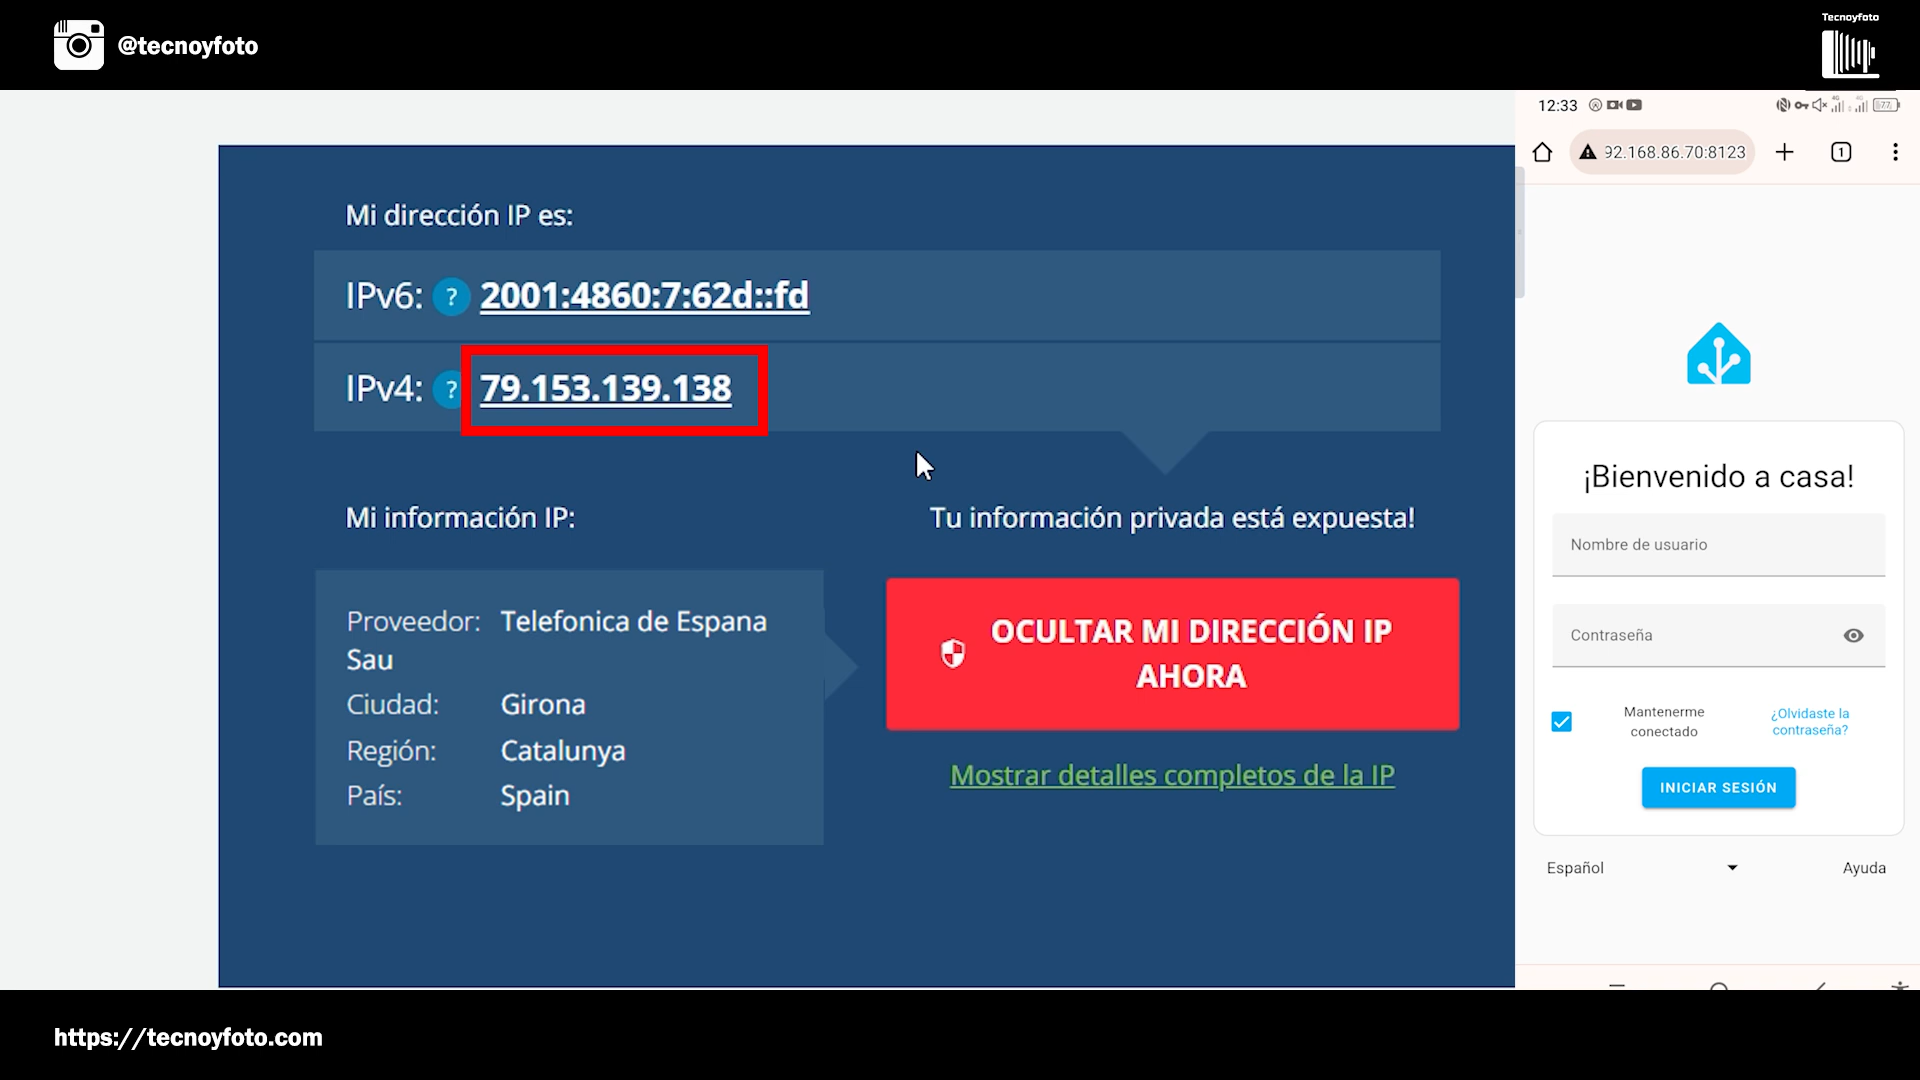 @tecnoyfoto
Tecnoyfoto
Mi dirección IP es:
IPv6: ? 2001:4860:7:62d::fd
IPv4: ? 79.153.139.138
Mi información IP:
Proveedor: Telefonica de Espana
Sau
Ciudad: Girona
Región: Catalunya
País: Spain
Tu información privada está expuesta!
OCULTAR MI DIRECCIÓN IP
AHORA
Mostrar detalles completos de la IP
12:33
77
92.168.86.70:8123
1
¡Bienvenido a casa!
Nombre de usuario
Contraseña
Mantenerme
conectado
¿Olvidaste la
contraseña?
INICIAR SESIÓN
Español
Ayuda
https://tecnoyfoto.com